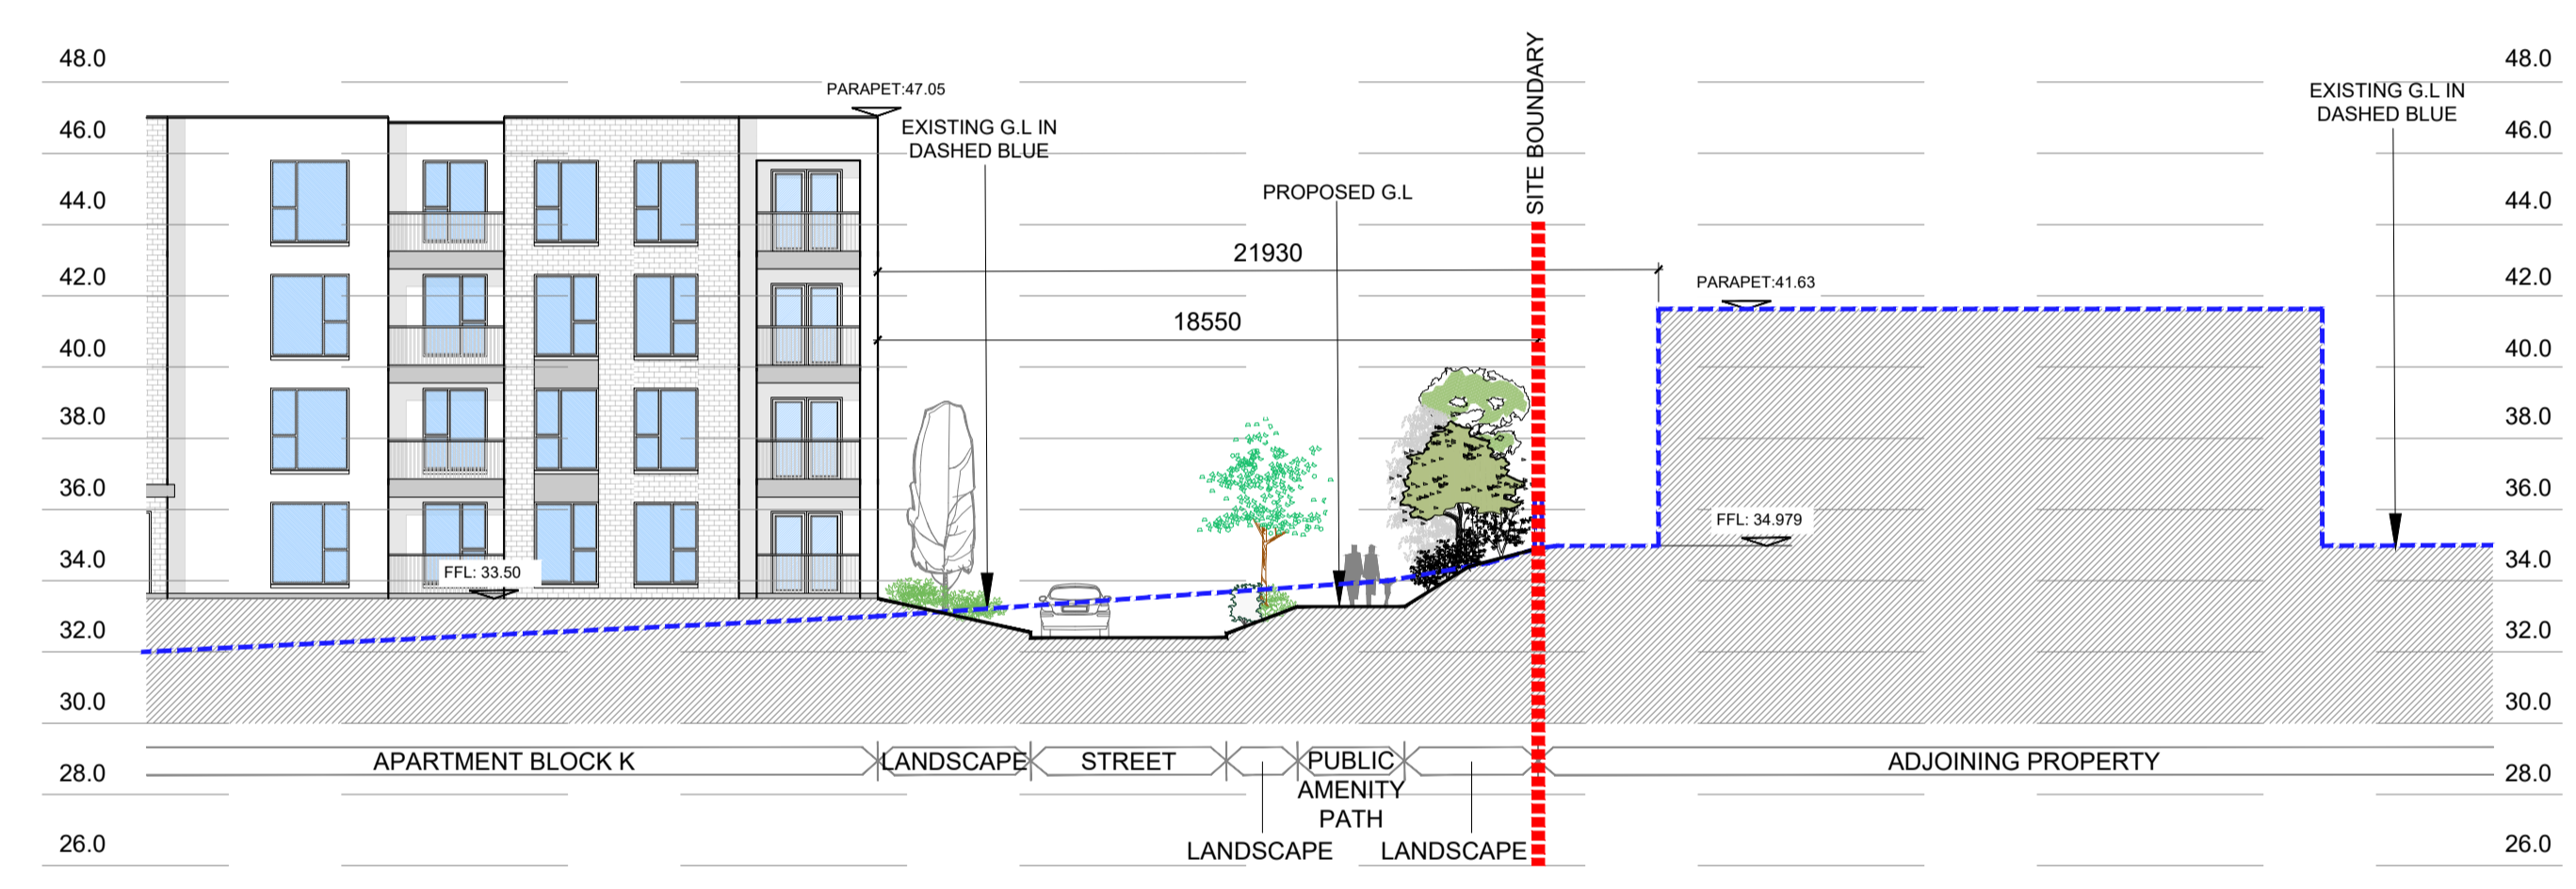 48.0
46.0
44.0
42.0
40.0
38.0
36.0
34.0
32.0
30.0
28.0
26.0
PARAPET:47.05
EXISTING G.L IN
DASHED BLUE
PROPOSED G.L
SITE BOUNDARY
21930
18550
PARAPET:41.63
EXISTING G.L IN
DASHED BLUE
FFL: 33.50
FFL: 34.979
APARTMENT BLOCK K
LANDSCAPE
STREET
LANDSCAPE
PUBLIC
AMENITY
PATH
LANDSCAPE
ADJOINING PROPERTY
48.0
46.0
44.0
42.0
40.0
38.0
36.0
34.0
32.0
30.0
28.0
26.0